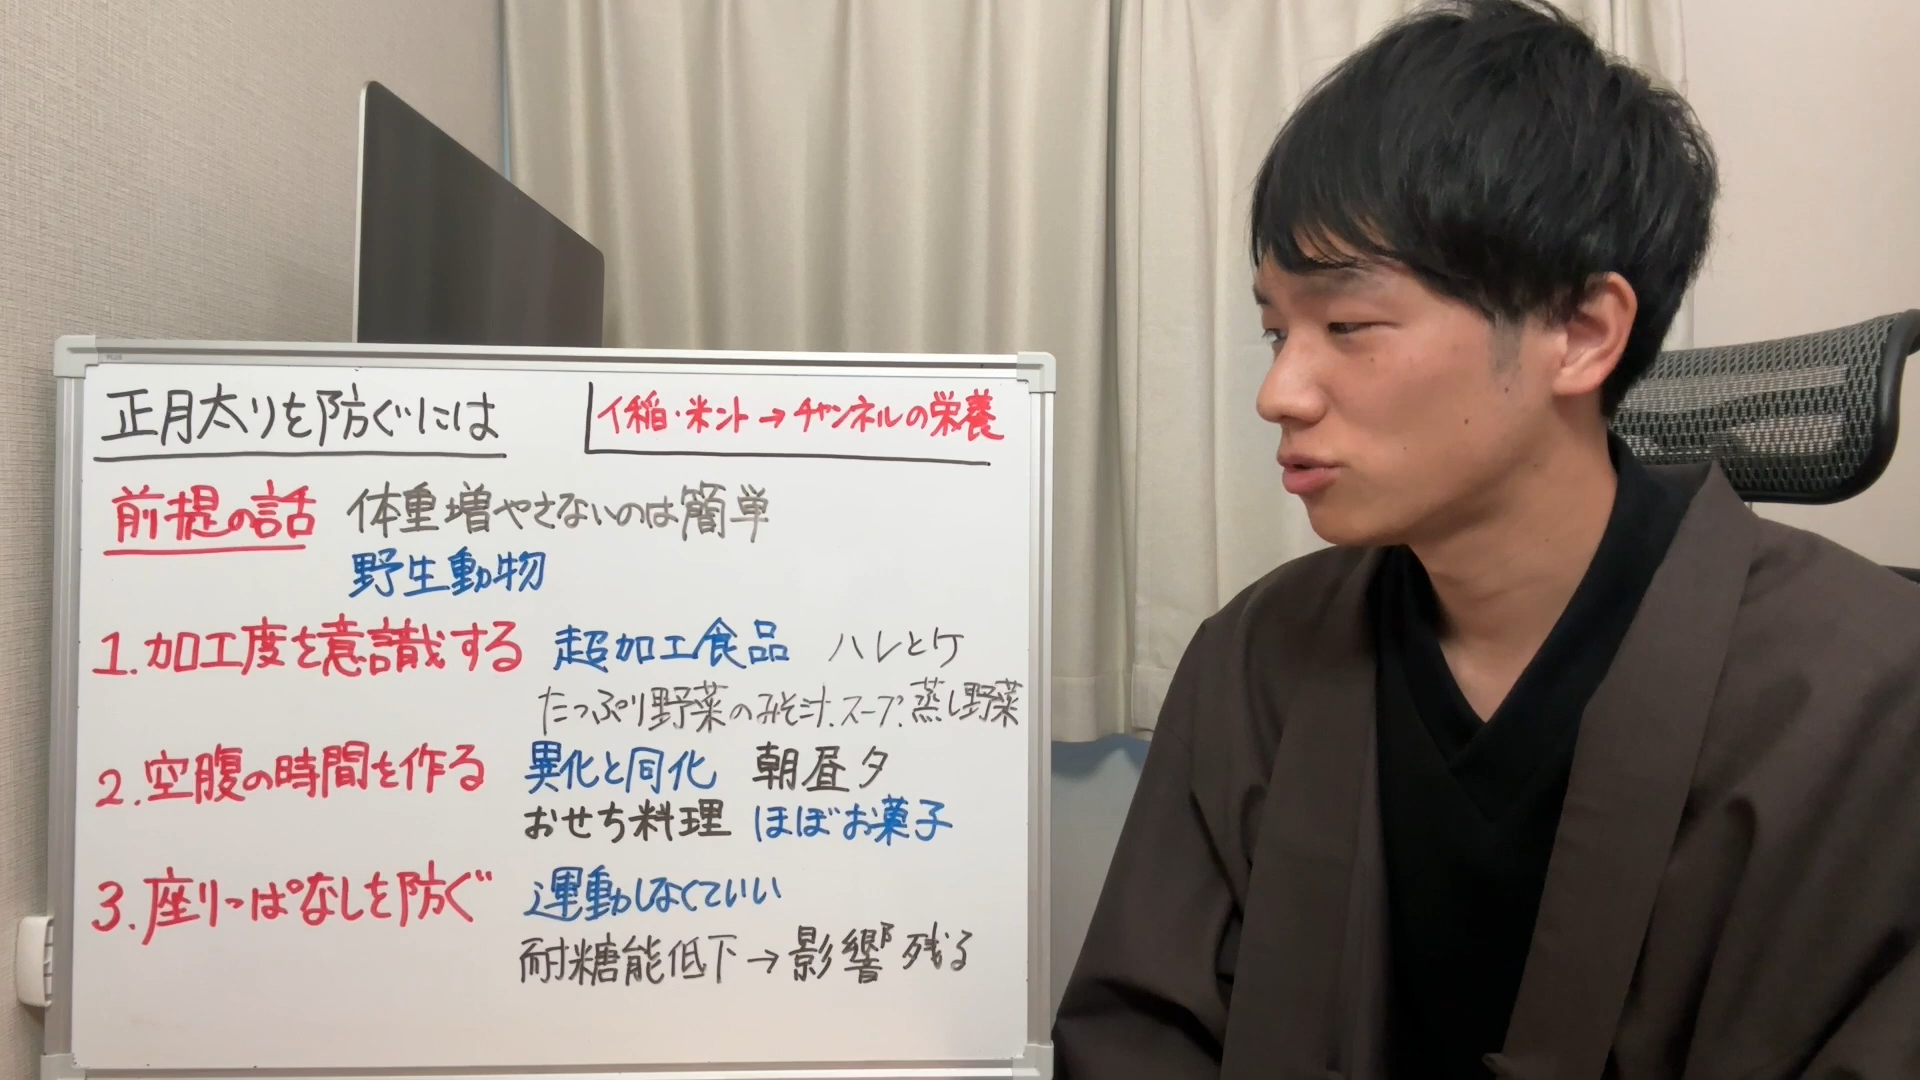 PLUS
正月太りを防ぐには
イ稲・米ント→チャンネルの栄養
前提の話 体重増やさないのは簡単
野生動物
1.加工度を意識する 超加工食品 ハレとケ
たっぷり野菜のみそ汁.スープ.蒸し野菜
2.空腹の時間を作る 異化と同化 朝昼夕
おせち料理 ほぼお菓子
3.座りっぱなしを防ぐ 運動しなくていい
耐糖能低下→影響残る